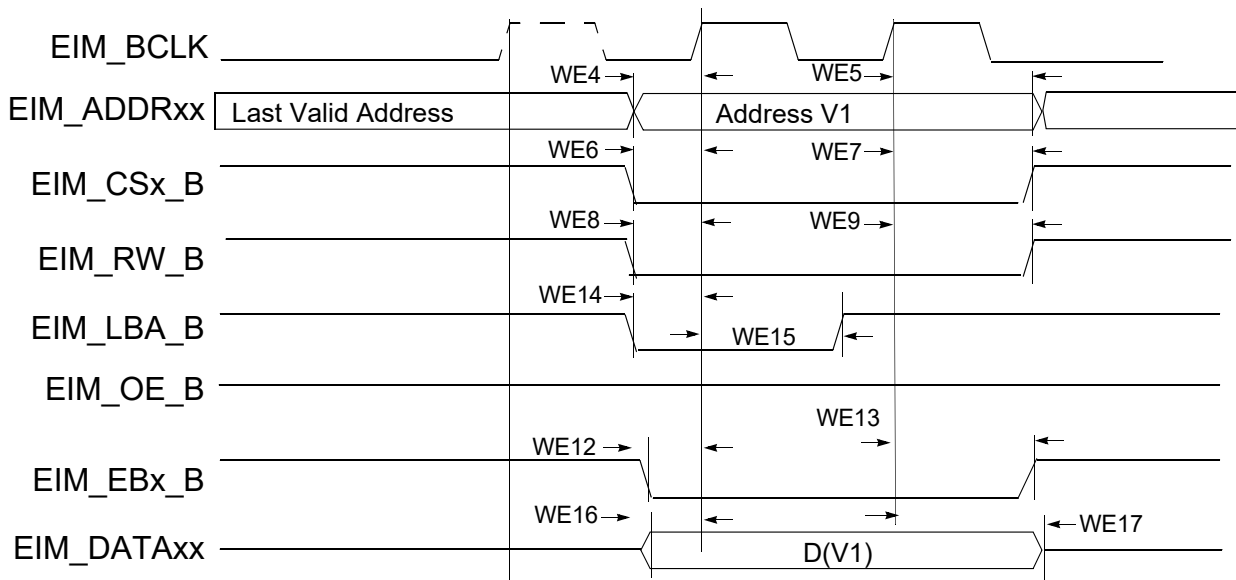 EIM_BCLK
WE4 WE5
EIM_ADDRxx Last Valid Address Address V1
WE6 WE7
EIM_CSx_B
WE8 WE9
EIM_RW_B
WE14
EIM_LBA_B WE15
EIM_OE_B
WE13
WE12
EIM_EBx_B
WE16 WE17
EIM_DATAxx D(V1)